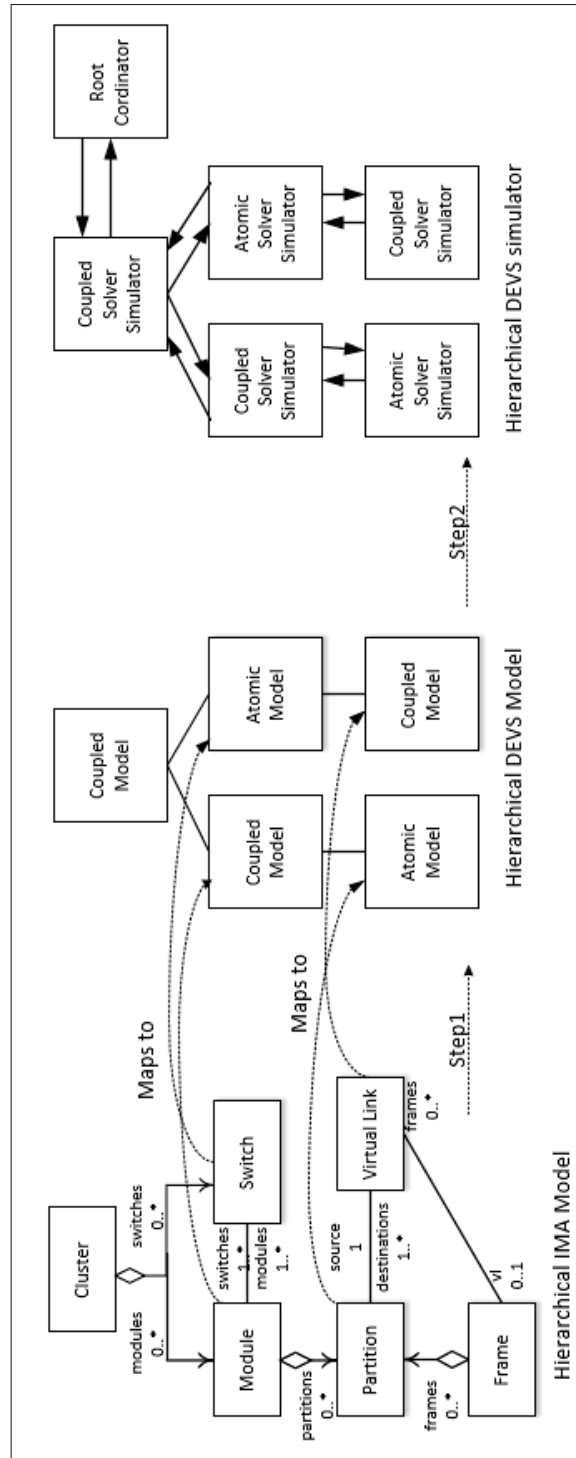 Cluster
modules
0..*
switches
0..*
Module
switches
1..*
modules
1..*
Switch
partitions
0..*
source
1
destinations
1..*
Partition
Virtual Link
frames
0..*
frames
0..*
vl
0..1
Frame
Hierarchical IMA Model
Maps to
Maps to
Step1
Coupled
Model
Coupled
Model
Atomic
Model
Atomic
Model
Coupled
Model
Hierarchical DEVS Model
Step2
Root
Cordinator
Coupled
Solver
Simulator
Coupled
Solver
Simulator
Atomic
Solver
Simulator
Atomic
Solver
Simulator
Coupled
Solver
Simulator
Hierarchical DEVS simulator